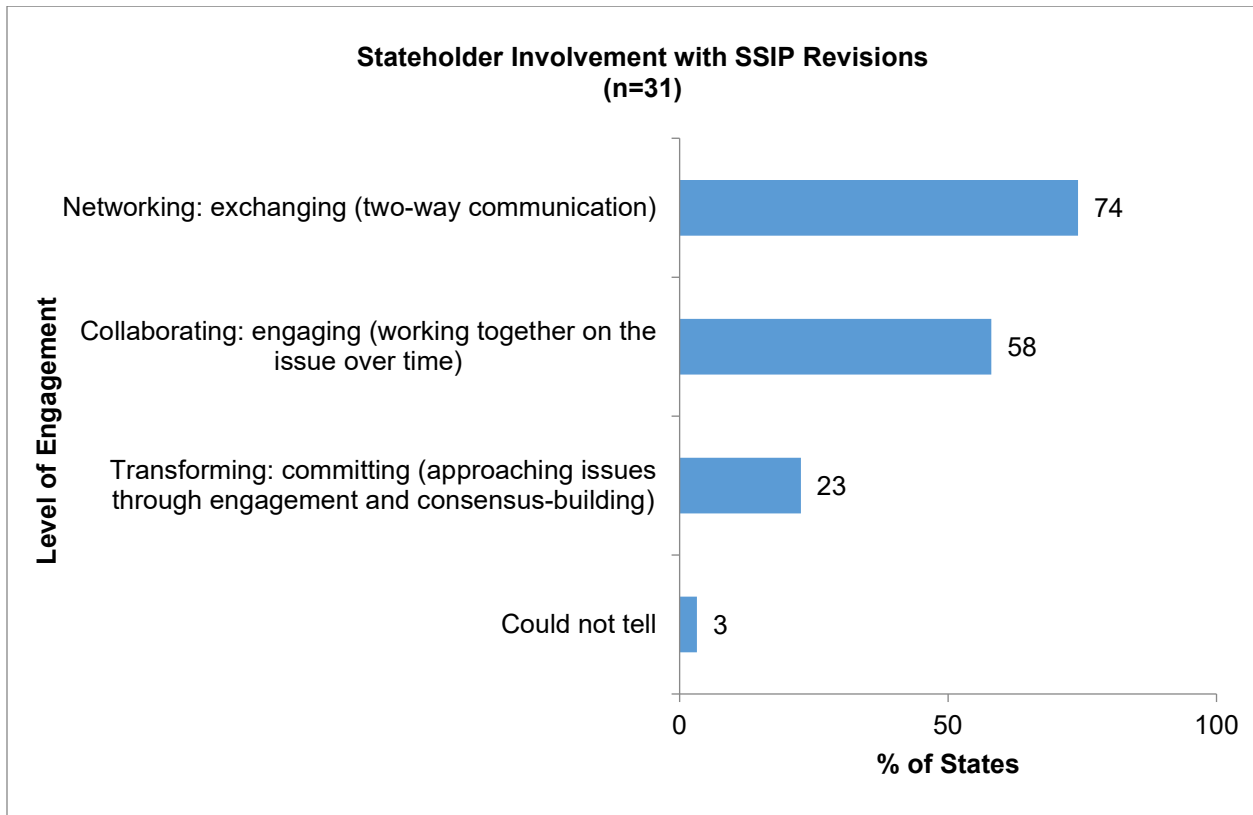 Stateholder Involvement with SSIP Revisions
(n=31)
Level of Engagement
Networking: exchanging (two-way communication)
74
Collaborating: engaging (working together on the
issue over time)
58
Transforming: committing (approaching issues
through engagement and consensus-building)
23
Could not tell
3
0
50
100
% of States